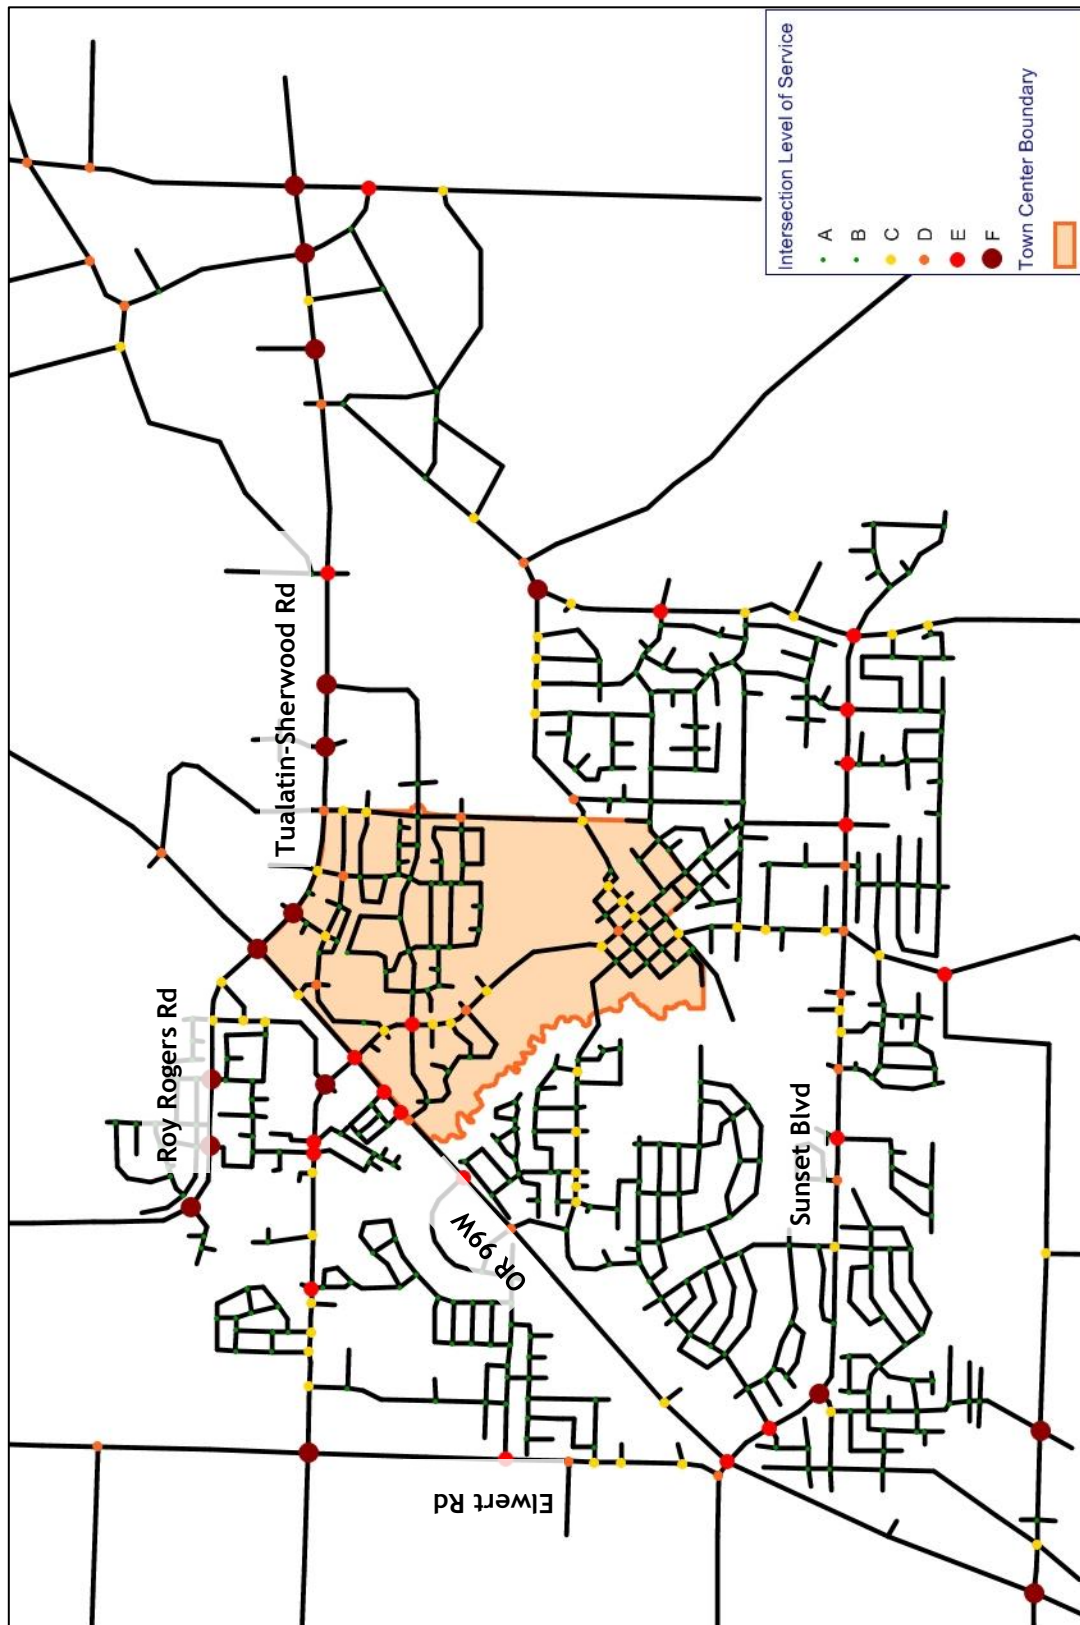 Tualatin-Sherwood Rd
Roy Rogers Rd
OR 99W
Elwert Rd
Sunset Blvd
Intersection Level of Service
A
B
C
D
E
F
Town Center Boundary